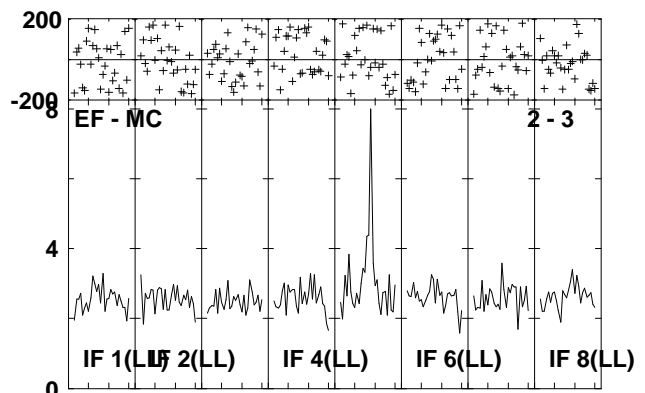 200
-200
8
EF - MC 2 - 3
4
IF 1(LL) IF 2(LL) IF 4(LL) IF 6(LL) IF 8(LL)
0